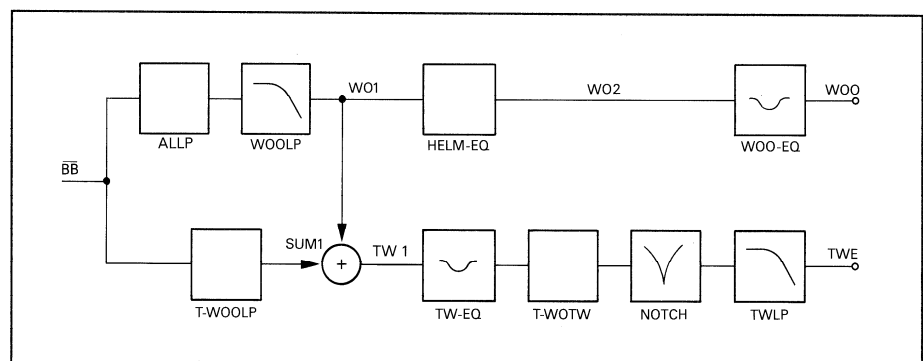 WO1
WO2
WOO
ALLP
WOOLP
HELM-EQ
WOO-EQ
B̅B̅
SUM1
+
TW 1
TWE
T-WOOLP
TW-EQ
T-WOTW
NOTCH
TWLP